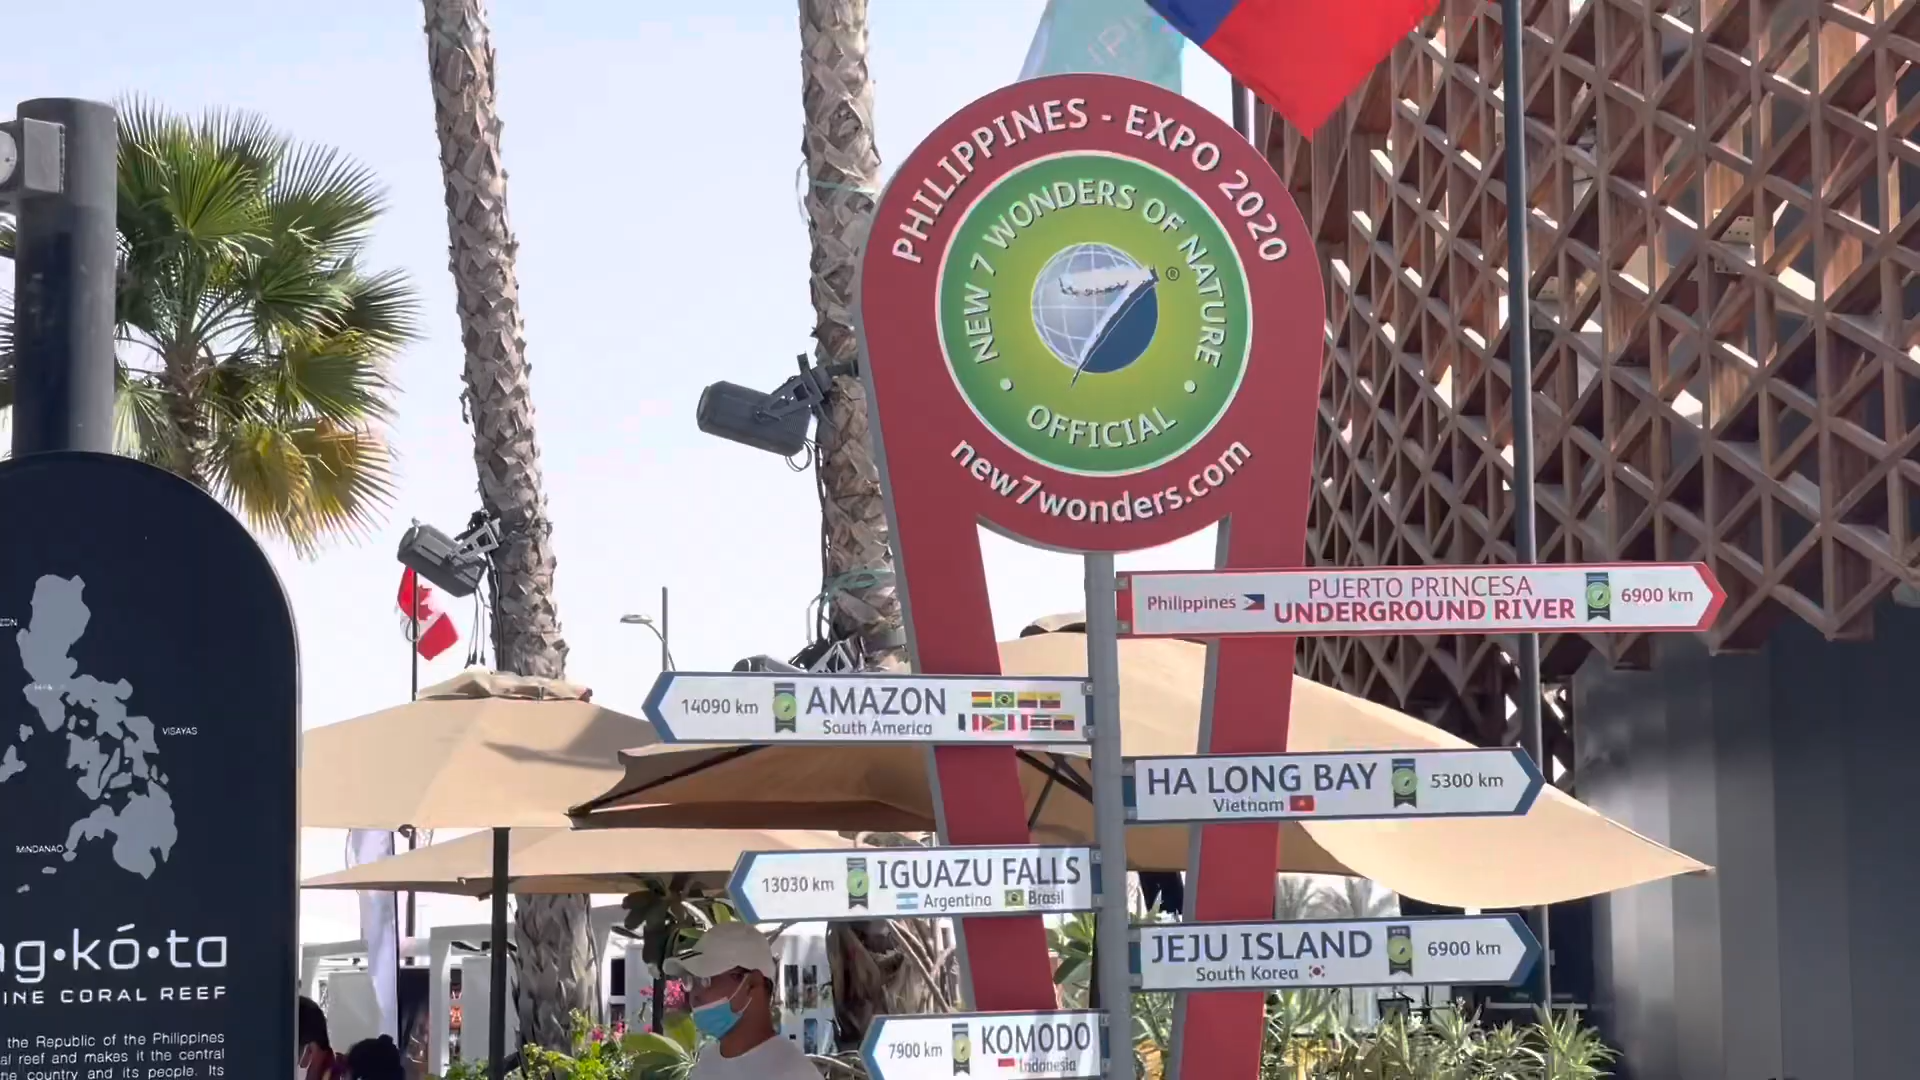 PHILIPPINES - EXPO 2020
NEW 7 WONDERS OF NATURE
®
• OFFICIAL •
new7wonders.com
Philippines
PUERTO PRINCESA
UNDERGROUND RIVER
6900 km
14090 km
AMAZON
South America
HA LONG BAY
Vietnam
5300 km
13030 km
IGUAZU FALLS
Argentina Brasil
JEJU ISLAND
South Korea
6900 km
7900 km
KOMODO
Indonesia
VISAYAS
MINDANAO
g•kó•ta
INE CORAL REEF
the Republic of the Philippines
al reef and makes it the central
he country and its people. Its